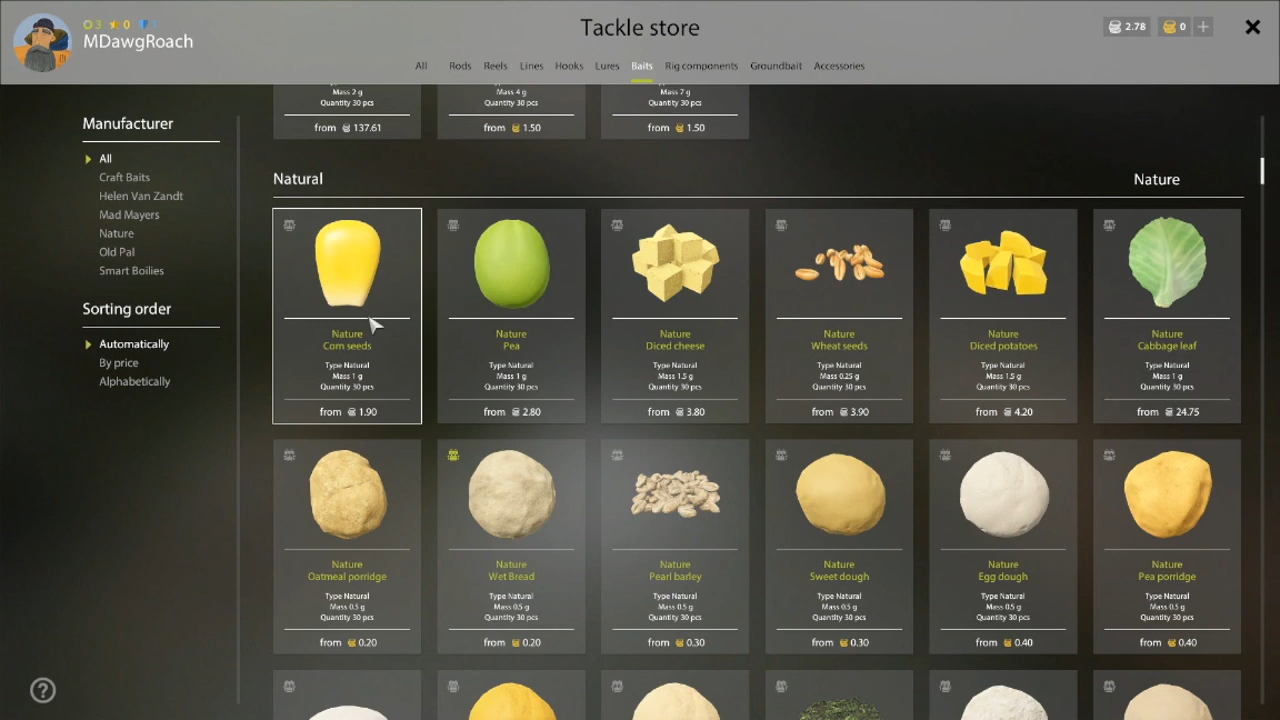 3 0 1
MDawgRoach
Tackle store
2.78
0
All Rods Reels Lines Hooks Lures Baits Rig components Groundbait Accessories
Manufacturer
All
Craft Baits
Helen Van Zandt
Mad Mayers
Nature
Old Pal
Smart Boilies
Sorting order
Automatically
By price
Alphabetically
Mass 2 g
Quantity 30 pcs
from 137.61
Mass 4 g
Quantity 30 pcs
from 1.50
Mass 7 g
Quantity 30 pcs
from 1.50
Natural
Nature
Nature
Corn seeds
Type Natural
Mass 1 g
Quantity 30 pcs
from 1.90
Nature
Pea
Type Natural
Mass 1 g
Quantity 30 pcs
from 2.80
Nature
Diced cheese
Type Natural
Mass 1.5 g
Quantity 30 pcs
from 3.80
Nature
Wheat seeds
Type Natural
Mass 0.25 g
Quantity 30 pcs
from 3.90
Nature
Diced potatoes
Type Natural
Mass 1.5 g
Quantity 30 pcs
from 4.20
Nature
Cabbage leaf
Type Natural
Mass 1 g
Quantity 30 pcs
from 24.75
Nature
Oatmeal porridge
Type Natural
Mass 0.5 g
Quantity 30 pcs
from 0.20
Nature
Wet Bread
Type Natural
Mass 0.5 g
Quantity 30 pcs
from 0.20
Nature
Pearl barley
Type Natural
Mass 0.5 g
Quantity 30 pcs
from 0.30
Nature
Sweet dough
Type Natural
Mass 0.5 g
Quantity 30 pcs
from 0.30
Nature
Egg dough
Type Natural
Mass 0.5 g
Quantity 30 pcs
from 0.40
Nature
Pea porridge
Type Natural
Mass 0.5 g
Quantity 30 pcs
from 0.40